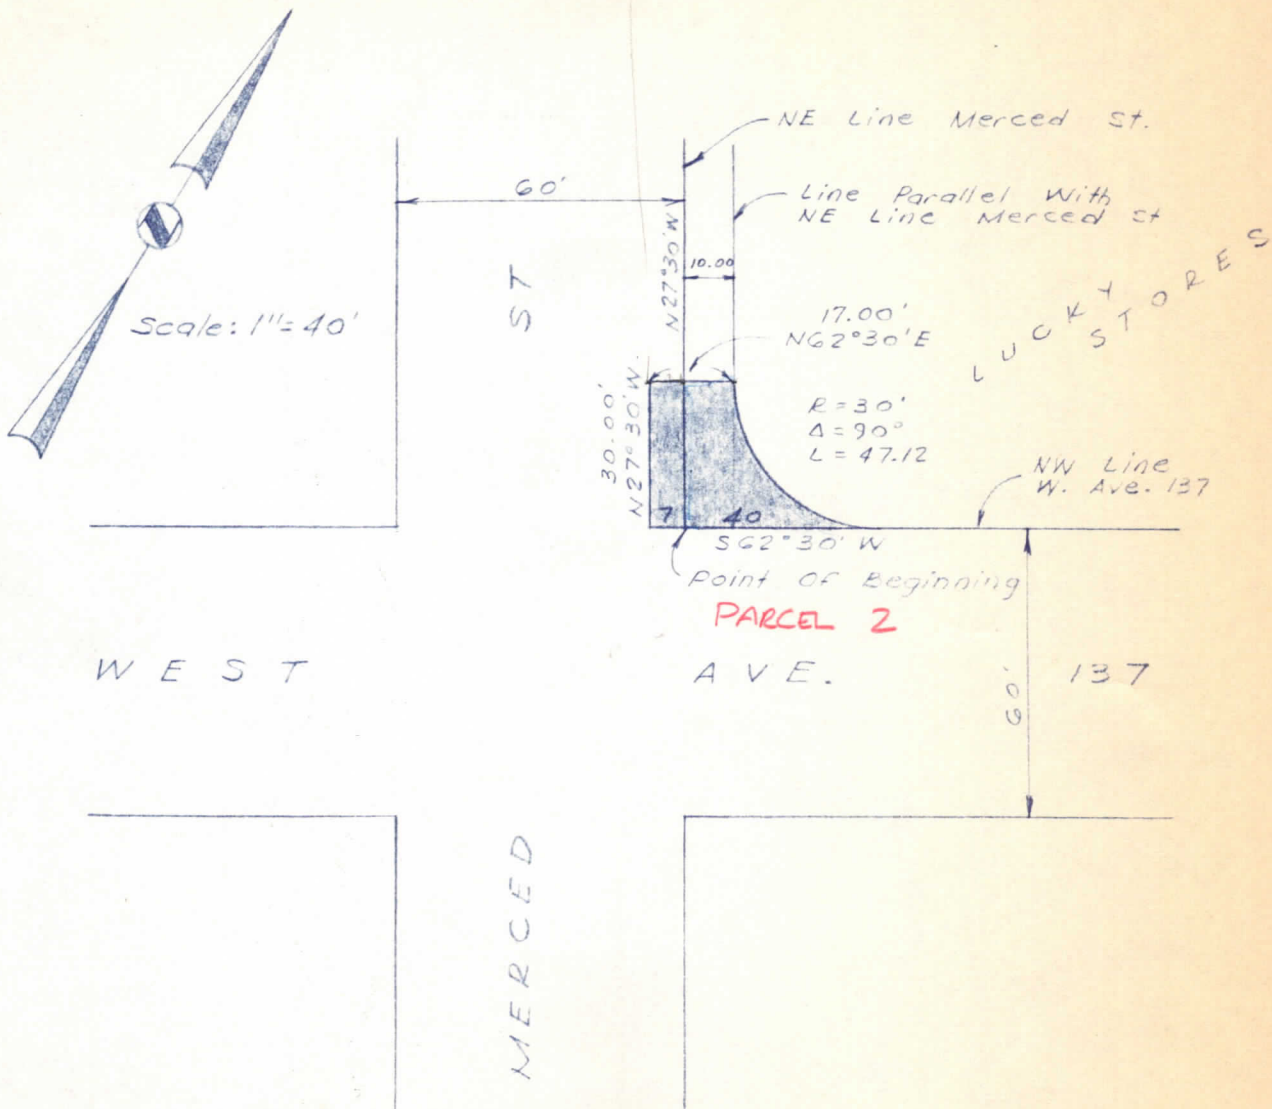 NE Line Merced St.
60'
Line Parallel With
NE Line Merced St
N27°30'W
10.00
ST
LUCKY
STORES
Scale: 1"=40'
17.00'
N62°30'E
30.00'
N27°30'W
R=30'
Δ=90°
L=47.12
NW Line
W. Ave. 137
7
40
S62°30'W
Point Of Beginning
PARCEL 2
WEST
AVE.
137
60'
MERCED